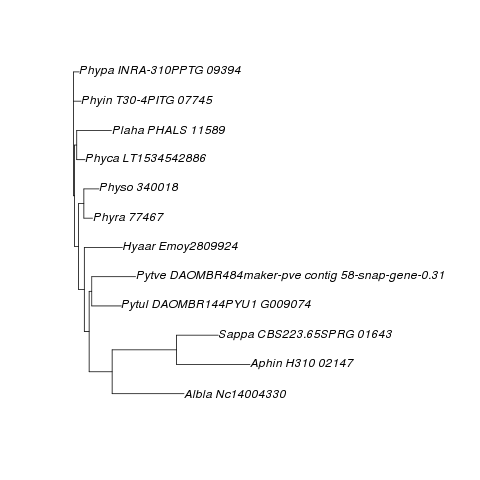 Phypa INRA-310PPTG 09394
Phyin T30-4PITG 07745
Plaha PHALS 11589
Phyca LT1534542886
Physo 340018
Phyra 77467
Hyaar Emoy2809924
Pytve DAOMBR484maker-pve contig 58-snap-gene-0.31
Pytul DAOMBR144PYU1 G009074
Sappa CBS223.65SPRG 01643
Aphin H310 02147
Albla Nc14004330